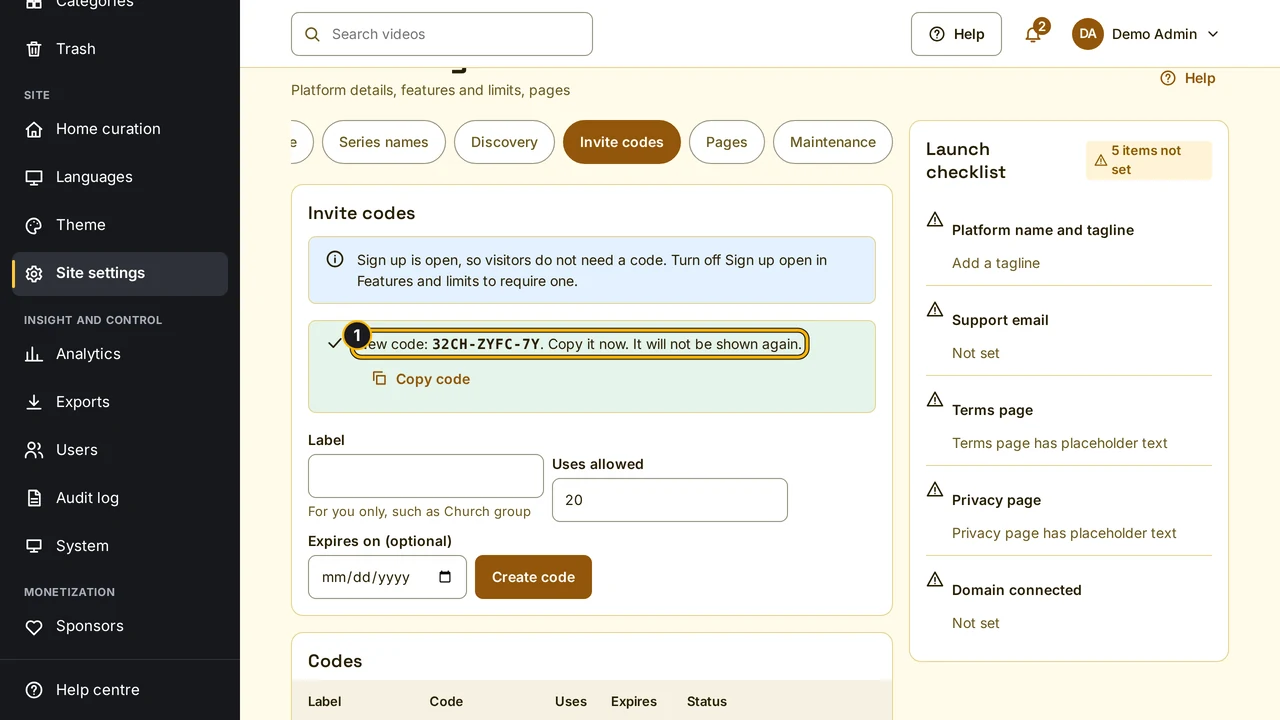 Categories
Trash
SITE
Home curation
Languages
Theme
Site settings
INSIGHT AND CONTROL
Analytics
Exports
Users
Audit log
System
MONETIZATION
Sponsors
Help centre
Search videos
Help
2
DA Demo Admin
Platform details, features and limits, pages
Help
Series names
Discovery
Invite codes
Pages
Maintenance
Invite codes
Sign up is open, so visitors do not need a code. Turn off Sign up open in
Features and limits to require one.
1
code: 32CH-ZYFC-7Y. Copy it now. It will not be shown again.
Copy code
Label
Uses allowed
20
For you only, such as Church group
Expires on (optional)
mm/dd/yyyy
Create code
Codes
Label Code Uses Expires Status
Launch
checklist
5 items not
set
Platform name and tagline
Add a tagline
Support email
Not set
Terms page
Terms page has placeholder text
Privacy page
Privacy page has placeholder text
Domain connected
Not set